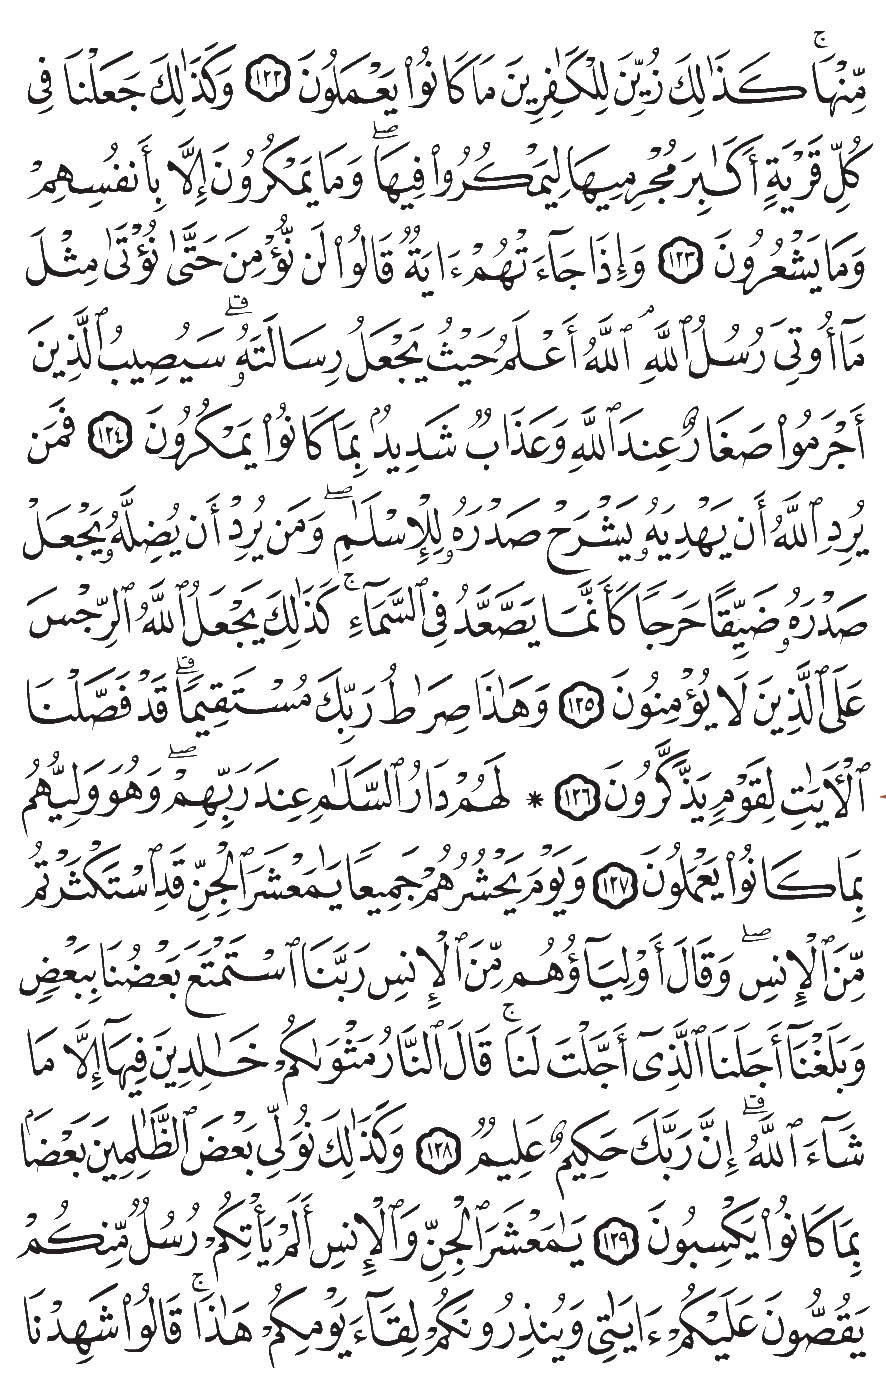 مِّنْهَاۚ كَذَٰلِكَ زُيِّنَ لِلْكَٰفِرِينَ مَا كَانُوا۟ يَعْمَلُونَ ١٢٢ وَكَذَٰلِكَ جَعَلْنَا فِى
كُلِّ قَرْيَةٍ أَكَٰبِرَ مُجْرِمِيهَا لِيَمْكُرُوا۟ فِيهَاۖ وَمَا يَمْكُرُونَ إِلَّا بِأَنفُسِهِمْ
وَمَا يَشْعُرُونَ ١٢٣ وَإِذَا جَآءَتْهُمْ ءَايَةٌ قَالُوا۟ لَن نُّؤْمِنَ حَتَّىٰ نُؤْتَىٰ مِثْلَ
مَآ أُوتِىَ رُسُلُ ٱللَّهِۘ ٱللَّهُ أَعْلَمُ حَيْثُ يَجْعَلُ رِسَالَتَهُۥۗ سَيُصِيبُ ٱلَّذِينَ
أَجْرَمُوا۟ صَغَارٌ عِندَ ٱللَّهِ وَعَذَابٌ شَدِيدٌۢ بِمَا كَانُوا۟ يَمْكُرُونَ ١٢٤ فَمَن
يُرِدِ ٱللَّهُ أَن يَهْدِيَهُۥ يَشْرَحْ صَدْرَهُۥ لِلْإِسْلَٰمِۖ وَمَن يُرِدْ أَن يُضِلَّهُۥ يَجْعَلْ
صَدْرَهُۥ ضَيِّقًا حَرَجًا كَأَنَّمَا يَصَّعَّدُ فِى ٱلسَّمَآءِۚ كَذَٰلِكَ يَجْعَلُ ٱللَّهُ ٱلرِّجْسَ
عَلَى ٱلَّذِينَ لَا يُؤْمِنُونَ ١٢٥ وَهَٰذَا صِرَٰطُ رَبِّكَ مُسْتَقِيمًاۗ قَدْ فَصَّلْنَا
ٱلْءَايَٰتِ لِقَوْمٍ يَذَّكَّرُونَ ١٢٦ * لَهُمْ دَارُ ٱلسَّلَٰمِ عِندَ رَبِّهِمْۖ وَهُوَ وَلِيُّهُم
بِمَا كَانُوا۟ يَعْمَلُونَ ١٢٧ وَيَوْمَ يَحْشُرُهُمْ جَمِيعًا يَٰمَعْشَرَ ٱلْجِنِّ قَدِ ٱسْتَكْثَرْتُم
مِّنَ ٱلْإِنسِۖ وَقَالَ أَوْلِيَآؤُهُم مِّنَ ٱلْإِنسِ رَبَّنَا ٱسْتَمْتَعَ بَعْضُنَا بِبَعْضٍ
وَبَلَغْنَآ أَجَلَنَا ٱلَّذِىٓ أَجَّلْتَ لَنَاۚ قَالَ ٱلنَّارُ مَثْوَىٰكُمْ خَٰلِدِينَ فِيهَآ إِلَّا مَا
شَآءَ ٱللَّهُۗ إِنَّ رَبَّكَ حَكِيمٌ عَلِيمٌ ١٢٨ وَكَذَٰلِكَ نُوَلِّى بَعْضَ ٱلظَّٰلِمِينَ بَعْضًۢا
بِمَا كَانُوا۟ يَكْسِبُونَ ١٢٩ يَٰمَعْشَرَ ٱلْجِنِّ وَٱلْإِنسِ أَلَمْ يَأْتِكُمْ رُسُلٌ مِّنكُمْ
يَقُصُّونَ عَلَيْكُمْ ءَايَٰتِى وَيُنذِرُونَكُمْ لِقَآءَ يَوْمِكُمْ هَٰذَاۚ قَالُوا۟ شَهِدْنَا